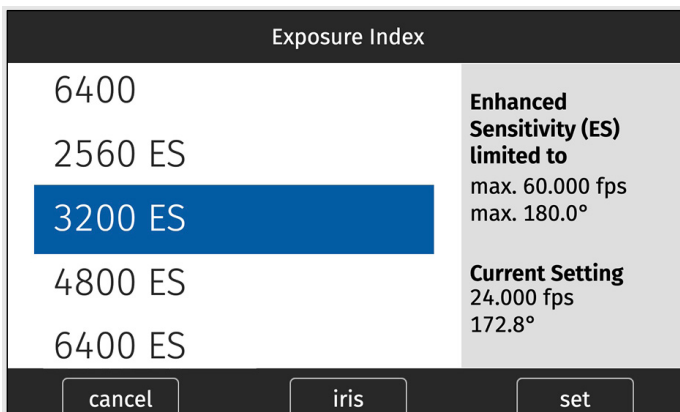 Exposure Index
6400
2560 ES
3200 ES
4800 ES
6400 ES
Enhanced
Sensitivity (ES)
limited to
max. 60.000 fps
max. 180.0°
Current Setting
24.000 fps
172.8°
cancel
iris
set